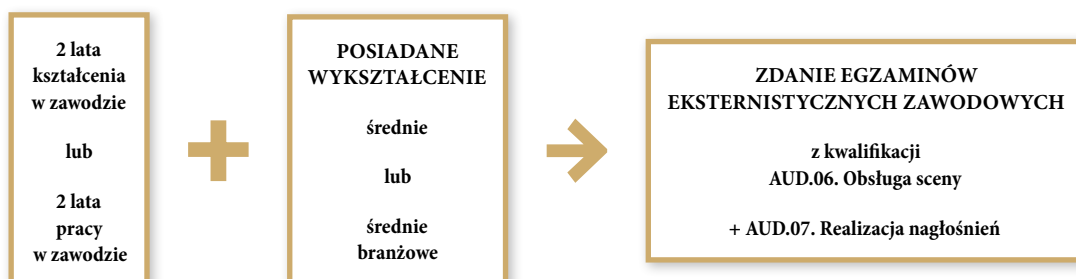 2 lata
kształcenia
w zawodzie
lub
2 lata
pracy
w zawodzie
+
POSIADANE
WYKSZTAŁCENIE
średnie
lub
średnie
branżowe
ZDANIE EGZAMINÓW
EKSTERNISTYCZNYCH ZAWODOWYCH
z kwalifikacji
AUD.06. Obsługa sceny
+ AUD.07. Realizacja nagłośnień